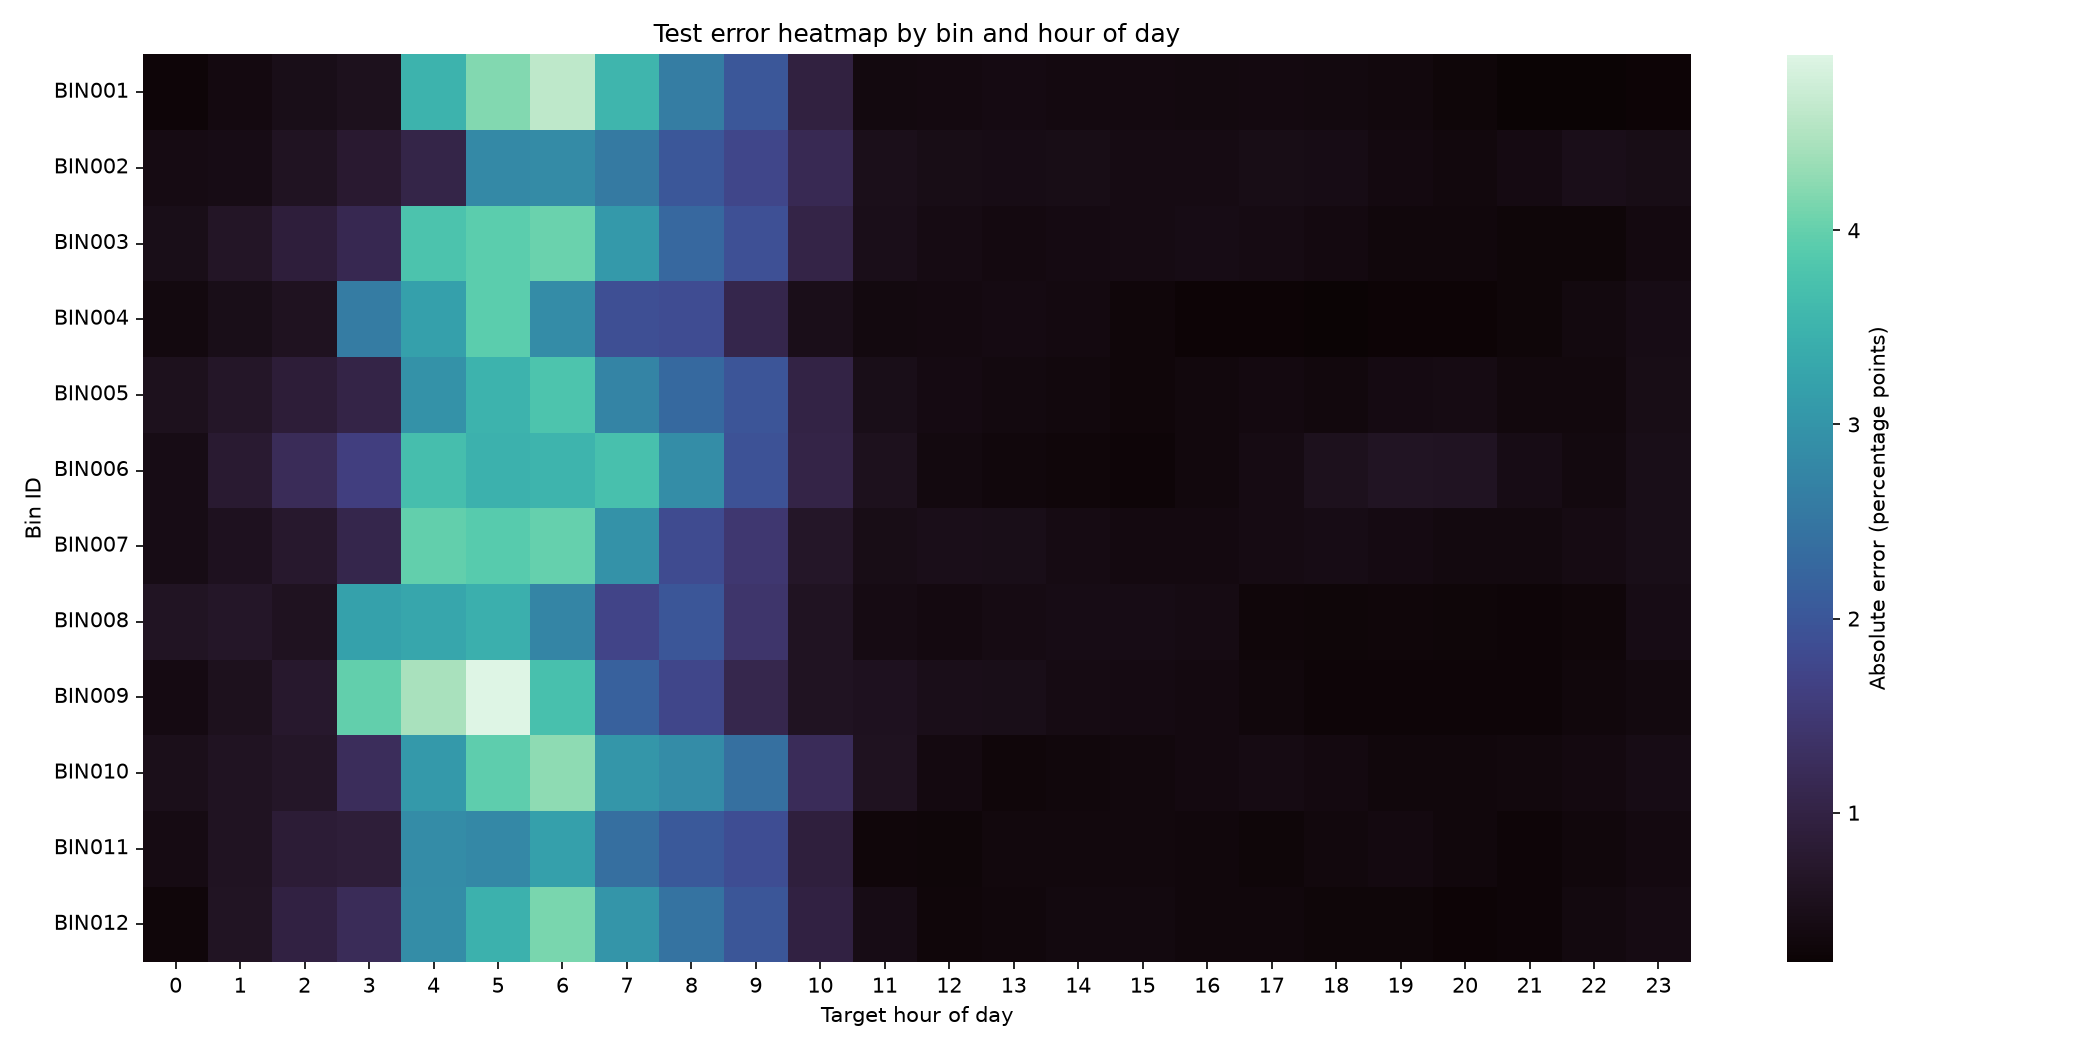 Test error heatmap by bin and hour of day
BIN001
BIN002
BIN003
BIN004
BIN005
BIN006
BIN007
BIN008
BIN009
BIN010
BIN011
BIN012
Bin ID
0 1 2 3 4 5 6 7 8 9 10 11 12 13 14 15 16 17 18 19 20 21 22 23
Target hour of day
4
3
2
1
Absolute error (percentage points)